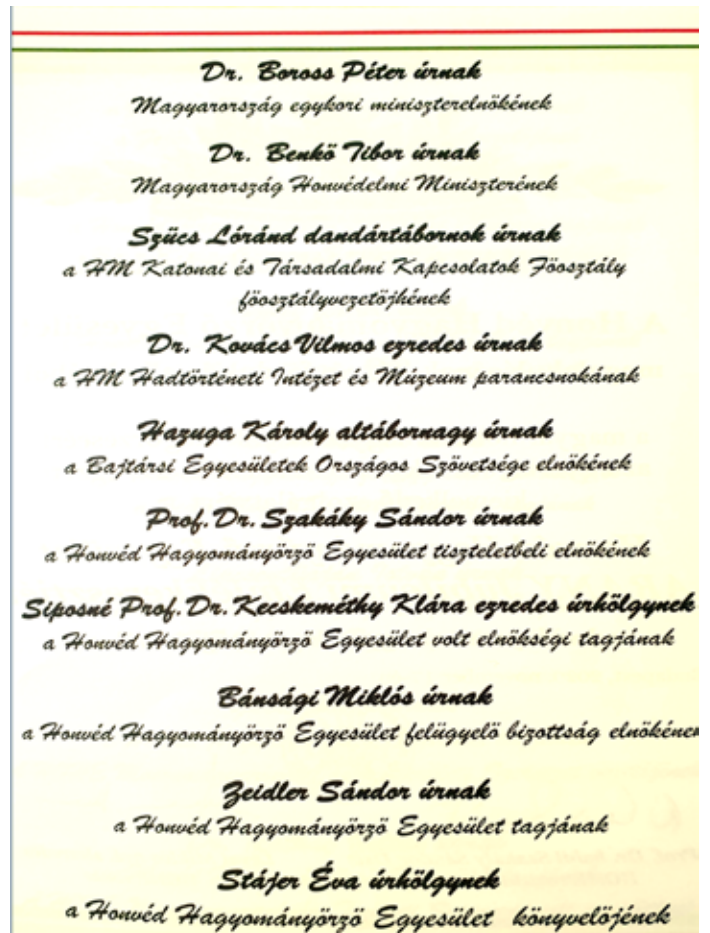 Dr. Boross Péter úrnak
Magyarország egykori miniszterelnökének
Dr. Benkö Tibor úrnak
Magyarország Honvédelmi Miniszterének
Szücs Lóránd dandártábornok úrnak
a HM Katonai és Társadalmi Kapcsolatok Föosztály
föosztályvezetöjhének
Dr. Kovács Vilmos ezredes úrnak
a HM Hadtörténeti Intézet és Múzeum parancsnokának
Hazuga Károly altábornagy úrnak
a Bajtársi Egyesületek Országos Szövetsége elnökének
Prof. Dr. Szakáky Sándor úrnak
a Honvéd Hagyományörzö Egyesület tiszteletbeli elnökének
Siposné Prof. Dr. Kecskeméthy Klára ezredes úrhölgynek
a Honvéd Hagyományörzö Egyesület volt elnökségi tagjának
Bánsági Miklós úrnak
a Honvéd Hagyományörzö Egyesület felügyelö bizottság elnökének
Zeidler Sándor úrnak
a Honvéd Hagyományörzö Egyesület tagjának
Stájer Éva úrhölgynek
a Honvéd Hagyományörzö Egyesület könyvelöjének